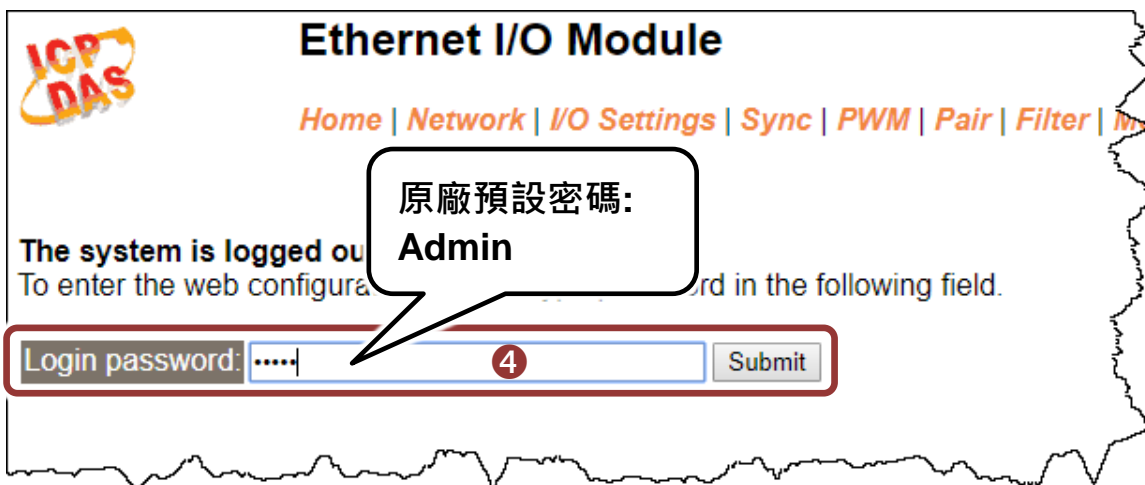 ICP
DAS
Ethernet I/O Module
Home | Network | I/O Settings | Sync | PWM | Pair | Filter |
原廠預設密碼:
Admin
The system is logged ou
To enter the web configura rd in the following field.
Login password: ••••• 4 Submit